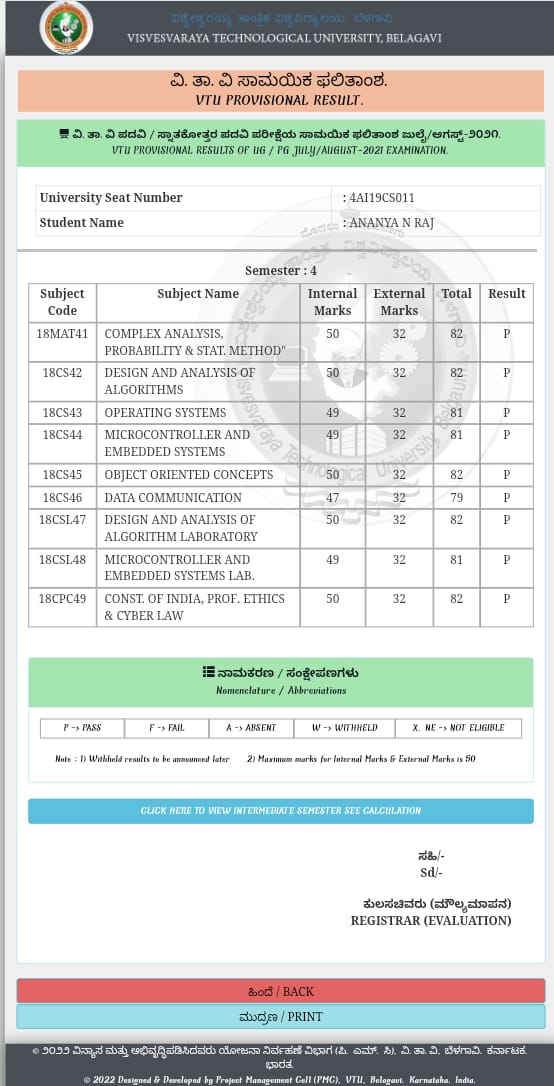 ವಿಶ್ವೇಶ್ವರಯ್ಯ ತಾಂತ್ರಿಕ ವಿಶ್ವವಿದ್ಯಾಲಯ, ಬೆಳಗಾವಿ
VISVESVARAYA TECHNOLOGICAL UNIVERSITY, BELAGAVI
ವಿ. ತಾ. ವಿ ಸಾಮಯಿಕ ಫಲಿತಾಂಶ.
VTU PROVISIONAL RESULT.
ವಿ. ತಾ. ವಿ ಪದವಿ / ಸ್ನಾತಕೋತ್ತರ ಪದವಿ ಪರೀಕ್ಷೆಯ ಸಾಮಯಿಕ ಫಲಿತಾಂಶ ಜುಲೈ/ಆಗಸ್ಟ್-೨೦೨೧.
VTU PROVISIONAL RESULTS OF UG / PG JULY/AUGUST-2021 EXAMINATION.
University Seat Number : 4AI19CS011
Student Name : ANANYA N RAJ
Semester : 4
Subject Code Subject Name Internal Marks External Marks Total Result
18MAT41 COMPLEX ANALYSIS, PROBABILITY & STAT. METHOD" 50 32 82 P
18CS42 DESIGN AND ANALYSIS OF ALGORITHMS 50 32 82 P
18CS43 OPERATING SYSTEMS 49 32 81 P
18CS44 MICROCONTROLLER AND EMBEDDED SYSTEMS 49 32 81 P
18CS45 OBJECT ORIENTED CONCEPTS 50 32 82 P
18CS46 DATA COMMUNICATION 47 32 79 P
18CSL47 DESIGN AND ANALYSIS OF ALGORITHM LABORATORY 50 32 82 P
18CSL48 MICROCONTROLLER AND EMBEDDED SYSTEMS LAB. 49 32 81 P
18CPC49 CONST. OF INDIA, PROF. ETHICS & CYBER LAW 50 32 82 P
ನಾಮಕರಣ / ಸಂಕ್ಷೇಪಣಗಳು
Nomenclature / Abbreviations
P -> PASS F -> FAIL A -> ABSENT W -> WITHHELD X, NE -> NOT ELIGIBLE
Note : 1) Withheld results to be announced later 2) Maximum marks for Internal Marks & External Marks is 50
CLICK HERE TO VIEW INTERMEDIATE SEMESTER SEE CALCULATION
ಸಹಿ/-
Sd/-
ಕುಲಸಚಿವರು (ಮೌಲ್ಯಮಾಪನ)
REGISTRAR (EVALUATION)
ಹಿಂದೆ / BACK
ಮುದ್ರಣ / PRINT
© ೨೦೨೨ ವಿನ್ಯಾಸ ಮತ್ತು ಅಭಿವೃದ್ಧಿಪಡಿಸಿದವರು ಯೋಜನಾ ನಿರ್ವಹಣೆ ವಿಭಾಗ (ಪಿ. ಎಮ್. ಸಿ), ವಿ. ತಾ. ವಿ, ಬೆಳಗಾವಿ. ಕರ್ನಾಟಕ,
ಭಾರತ.
© 2022 Designed & Developed by Project Management Cell (PMC), VTU, Belagavi, Karnataka, India.